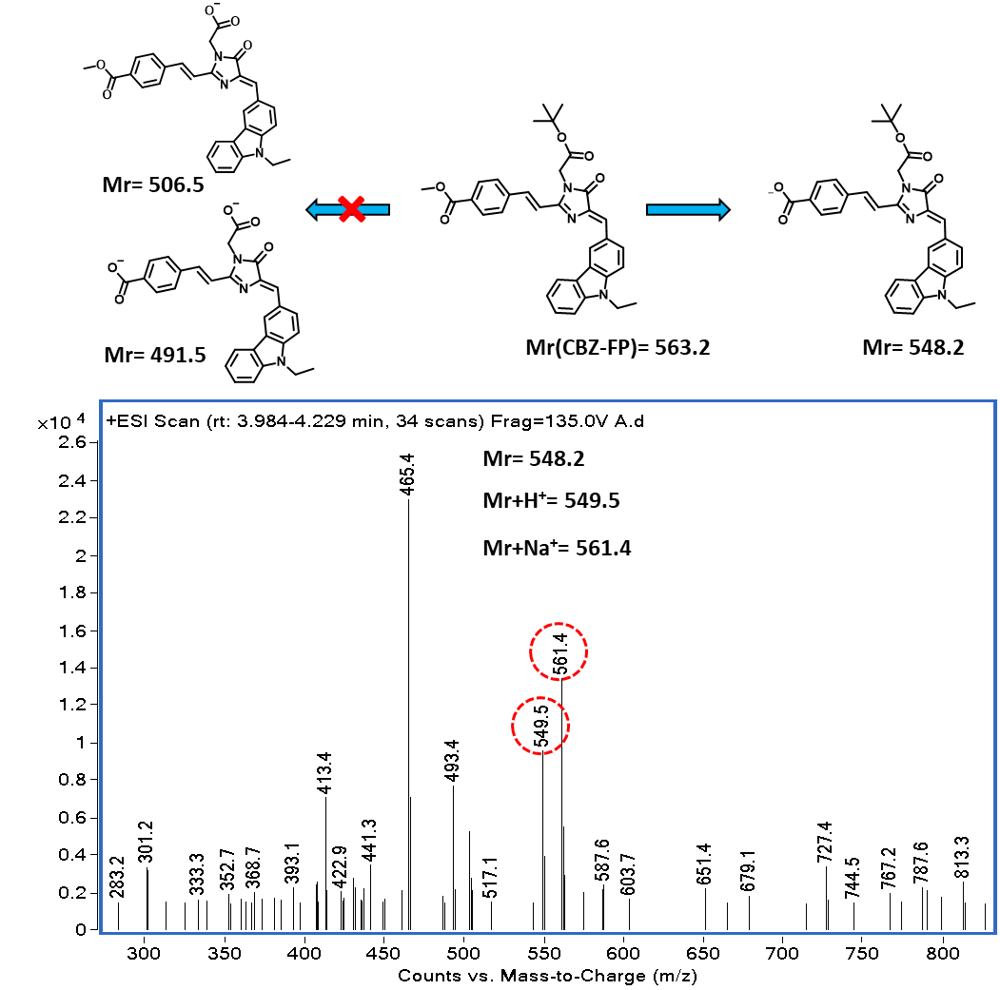 O⁻
O
N
O
O
O
N
N
Mr= 506.5
O⁻
O
N
O
O⁻
O
N
N
Mr= 491.5
O
O
N
O
O
O
N
N
Mr(CBZ-FP)= 563.2
O
O
N
O
⁻O
O
N
N
Mr= 548.2
×10 ⁴
+ESI Scan (rt: 3.984-4.229 min, 34 scans) Frag=135.0V A.d
Mr= 548.2
Mr+H⁺= 549.5
Mr+Na⁺= 561.4
2.6
2.4
2.2
2
1.8
1.6
1.4
1.2
1
0.8
0.6
0.4
0.2
0
283.2
301.2
333.3
352.7
368.7
393.1
413.4
422.9
441.3
465.4
493.4
517.1
549.5
561.4
587.6
603.7
651.4
679.1
727.4
744.5
767.2
787.6
813.3
300 350 400 450 500 550 600 650 700 750 800
Counts vs. Mass-to-Charge (m/z)